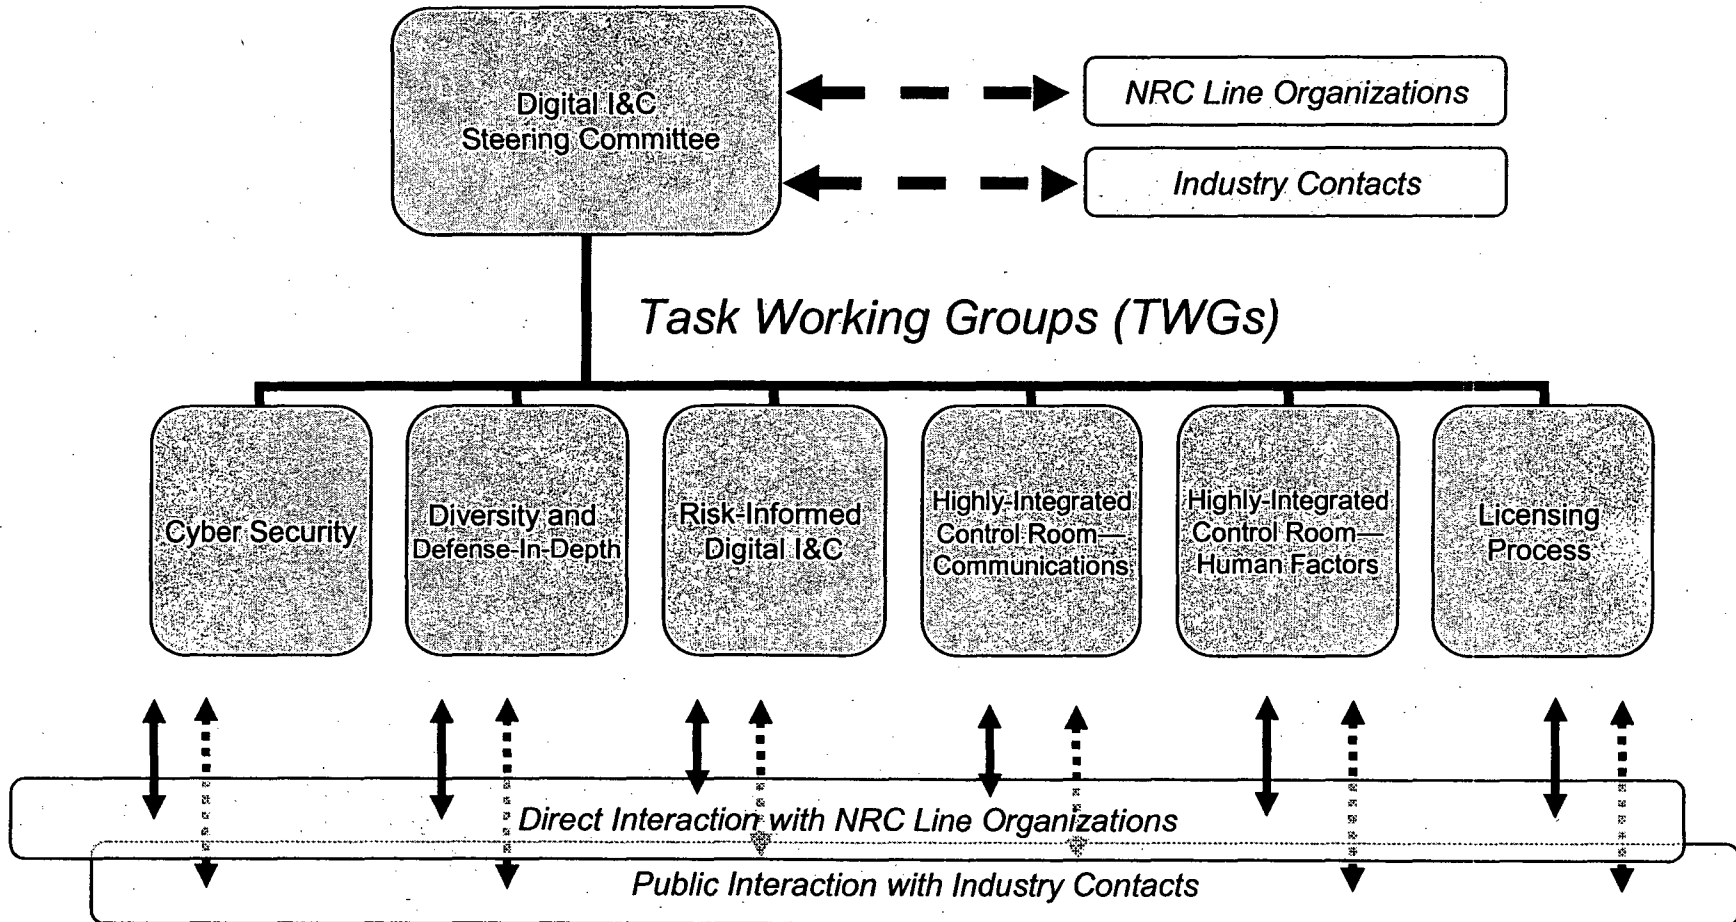 Digital I&C
Steering Committee
NRC Line Organizations
Industry Contacts
Task Working Groups (TWGs)
Cyber Security
Diversity and
Defense-In-Depth
Risk-Informed
Digital I&C
Highly-Integrated
Control Room—
Communications
Highly-Integrated
Control Room—
Human Factors
Licensing
Process
Direct Interaction with NRC Line Organizations
Public Interaction with Industry Contacts